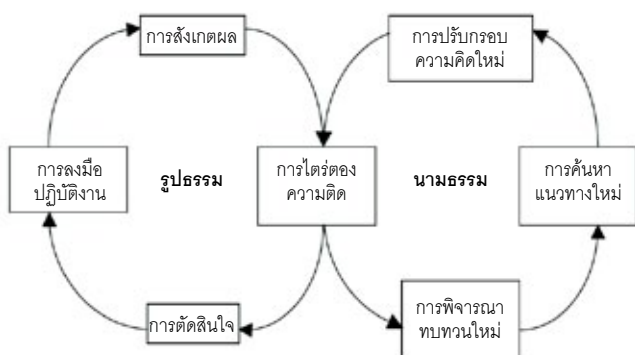 การสังเกตผล
การปรับกรอบ
ความคิดใหม่
การลงมือ
ปฏิบัติงาน
รูปธรรม
การไตร่ตอง
ความติด
นามธรรม
การค้นหา
แนวทางใหม่
การตัดสินใจ
การพิจารณา
ทบทวนใหม่